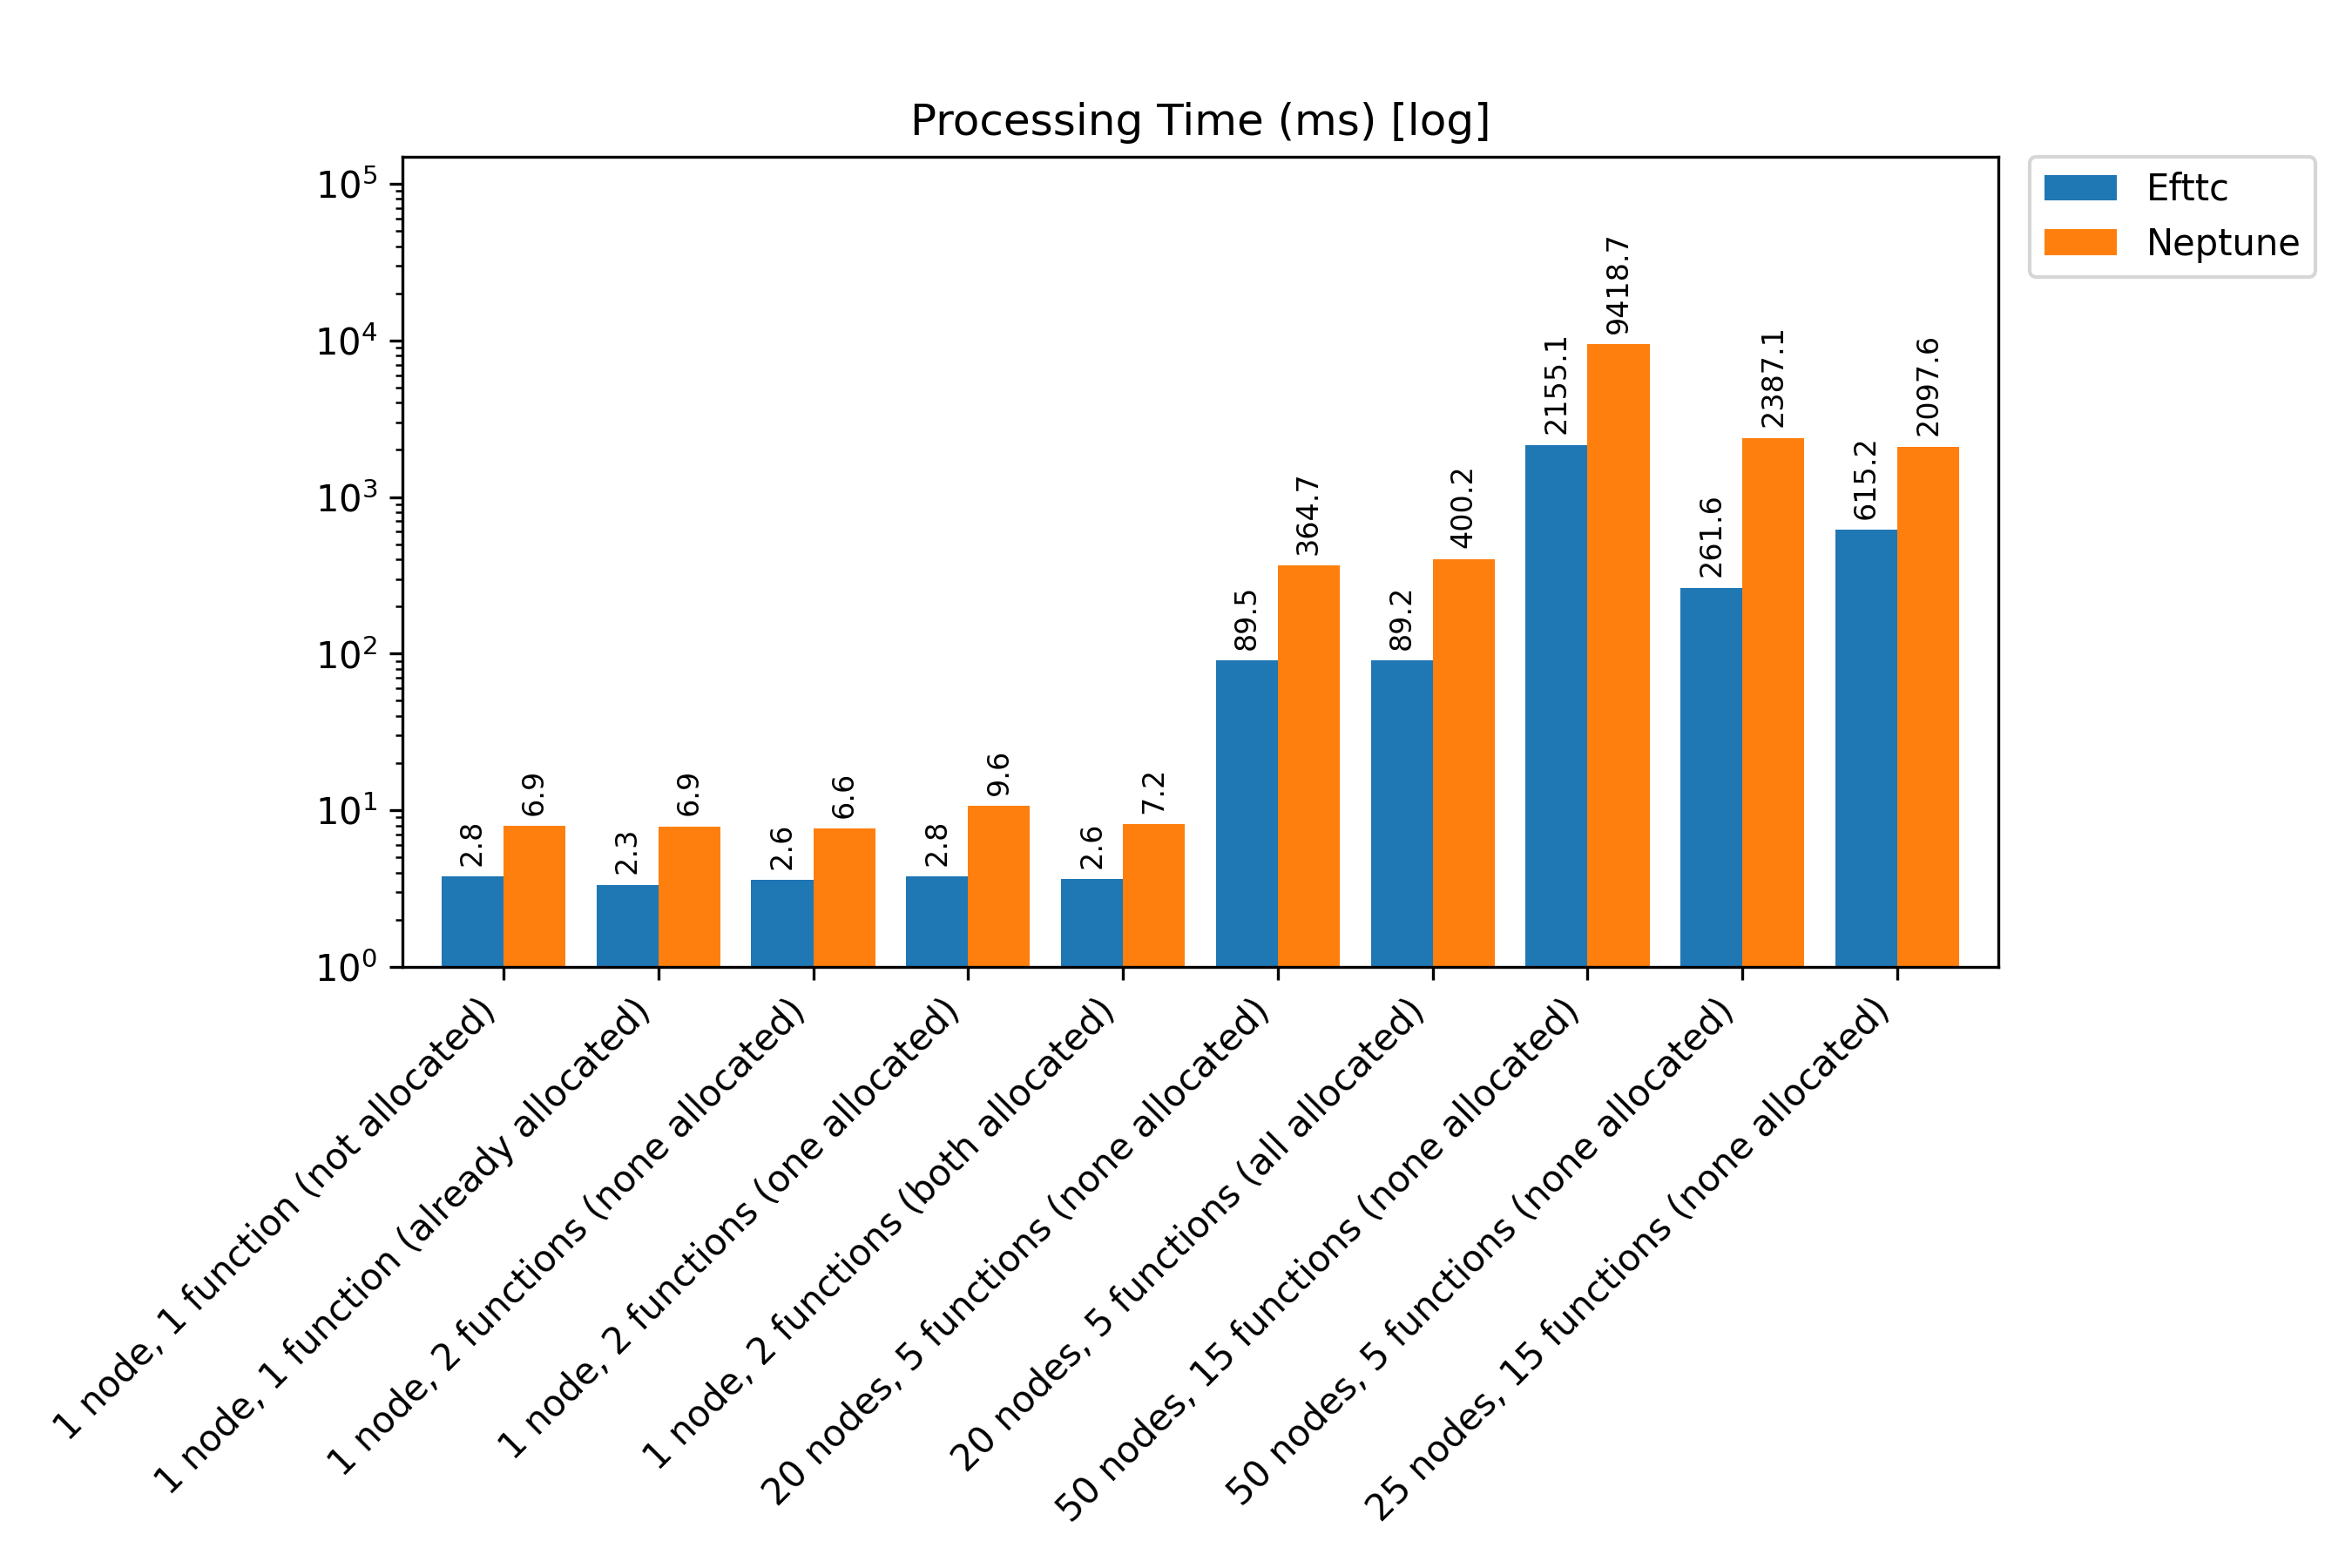 Processing Time (ms) [log]
10^5
10^4
10^3
10^2
10^1
10^0
Efttc
Neptune
2.8
6.9
2.3
6.9
2.6
6.6
2.8
9.6
2.6
7.2
89.5
364.7
89.2
400.2
2155.1
9418.7
261.6
2387.1
615.2
2097.6
1 node, 1 function (not allocated)
1 node, 1 function (already allocated)
1 node, 2 functions (none allocated)
1 node, 2 functions (one allocated)
1 node, 2 functions (both allocated)
20 nodes, 5 functions (none allocated)
20 nodes, 5 functions (all allocated)
50 nodes, 15 functions (none allocated)
50 nodes, 5 functions (none allocated)
25 nodes, 15 functions (none allocated)